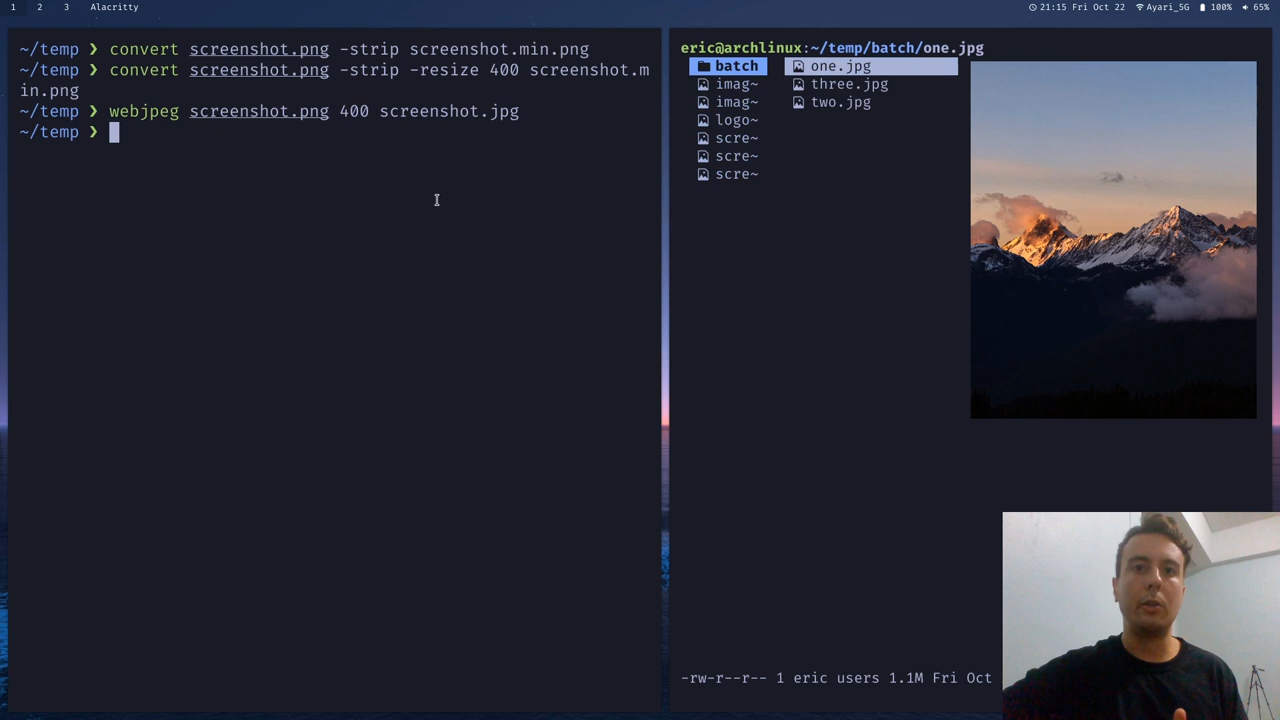 1 2 3 Alacritty
21:15 Fri Oct 22 Ayari_5G 100% 65%
~/temp ❯ convert screenshot.png -strip screenshot.min.png
~/temp ❯ convert screenshot.png -strip -resize 400 screenshot.m
in.png
~/temp ❯ webjpeg screenshot.png 400 screenshot.jpg
~/temp ❯
eric@archlinux:~/temp/batch/one.jpg
batch one.jpg
imag~ three.jpg
imag~ two.jpg
logo~
scre~
scre~
scre~
-rw-r--r-- 1 eric users 1.1M Fri Oct